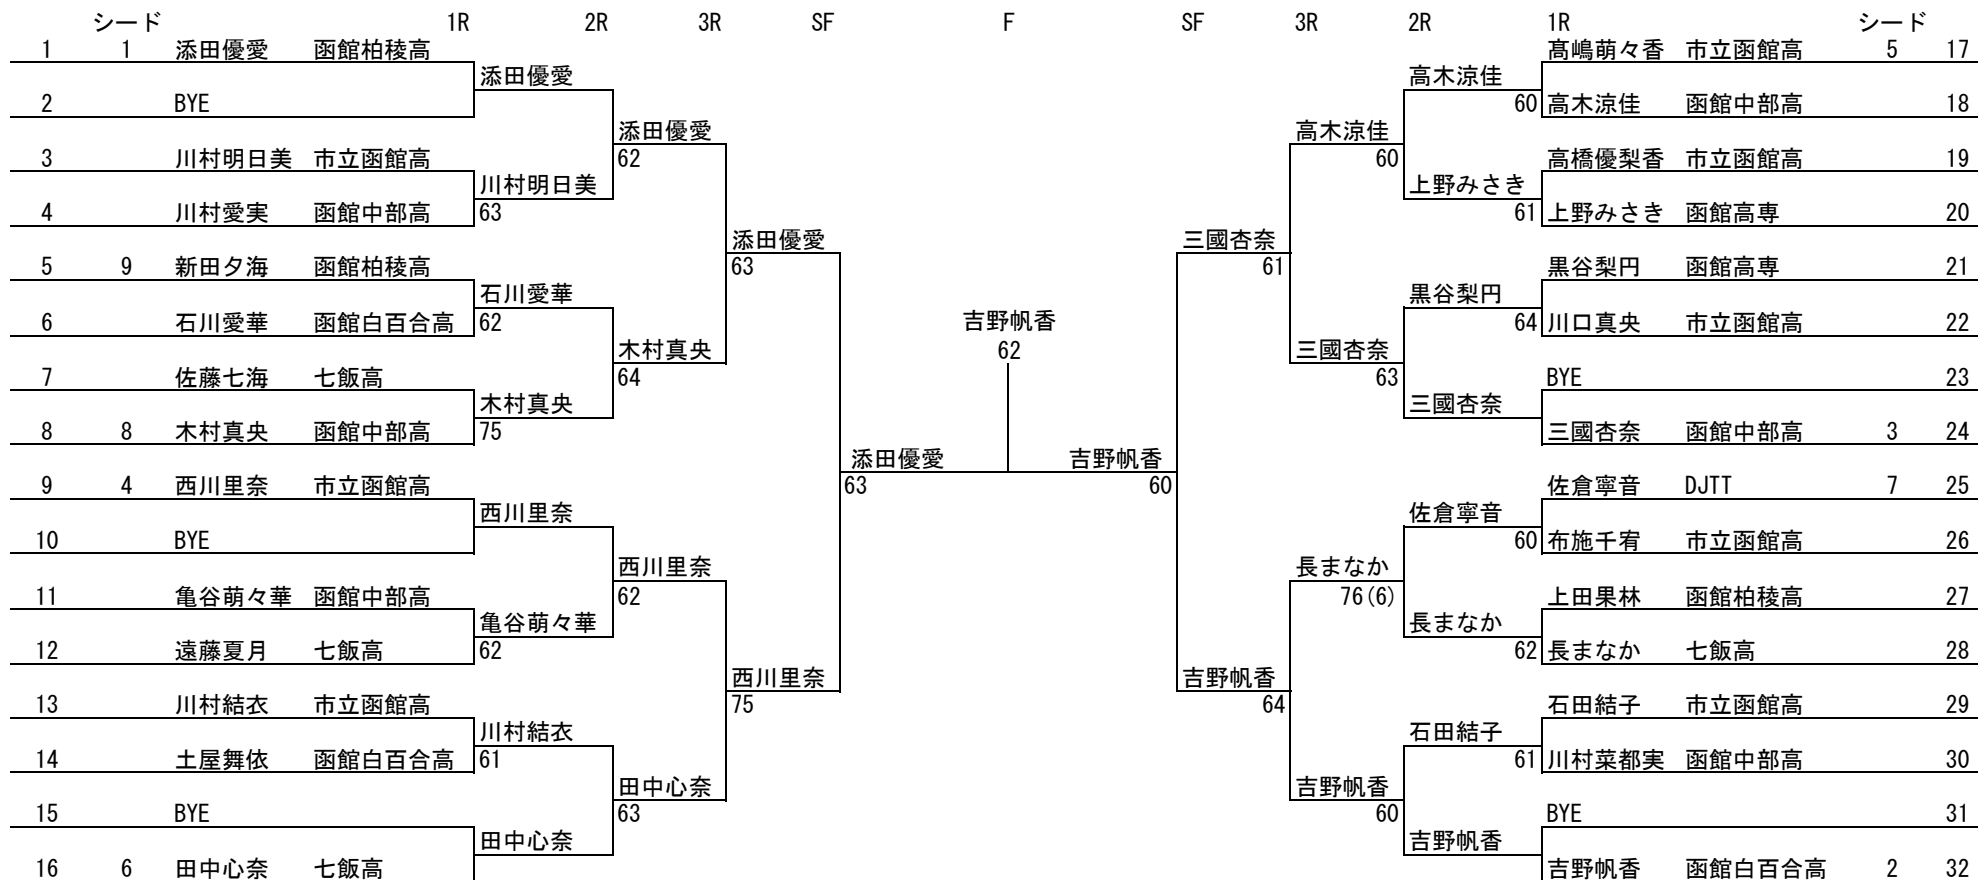 シード 1R 2R 3R SF F SF 3R 2R 1R シード
1 1 添田優愛 函館柏稜高 髙嶋萌々香 市立函館高 5 17
添田優愛 高木涼佳
2 BYE 60 高木涼佳 函館中部高 18
添田優愛 高木涼佳
3 川村明日美 市立函館高 62 60 高橋優梨香 市立函館高 19
川村明日美 上野みさき
4 川村愛実 函館中部高 63 61 上野みさき 函館高専 20
添田優愛 三國杏奈
5 9 新田夕海 函館柏稜高 63 61 黒谷梨円 函館高専 21
石川愛華 黒谷梨円
6 石川愛華 函館白百合高 62 吉野帆香 64 川口真央 市立函館高 22
木村真央 62 三國杏奈
7 佐藤七海 七飯高 64 63 BYE 23
木村真央 三國杏奈
8 8 木村真央 函館中部高 75 三國杏奈 函館中部高 3 24
添田優愛 吉野帆香
9 4 西川里奈 市立函館高 63 60 佐倉寧音 DJTT 7 25
西川里奈 佐倉寧音
10 BYE 60 布施千宥 市立函館高 26
西川里奈 長まなか
11 亀谷萌々華 函館中部高 62 76(6) 上田果林 函館柏稜高 27
亀谷萌々華 長まなか
12 遠藤夏月 七飯高 62 62 長まなか 七飯高 28
西川里奈 吉野帆香
13 川村結衣 市立函館高 75 64 石田結子 市立函館高 29
川村結衣 石田結子
14 土屋舞依 函館白百合高 61 61 川村菜都実 函館中部高 30
田中心奈 吉野帆香
15 BYE 63 60 BYE 31
田中心奈 吉野帆香
16 6 田中心奈 七飯高 吉野帆香 函館白百合高 2 32